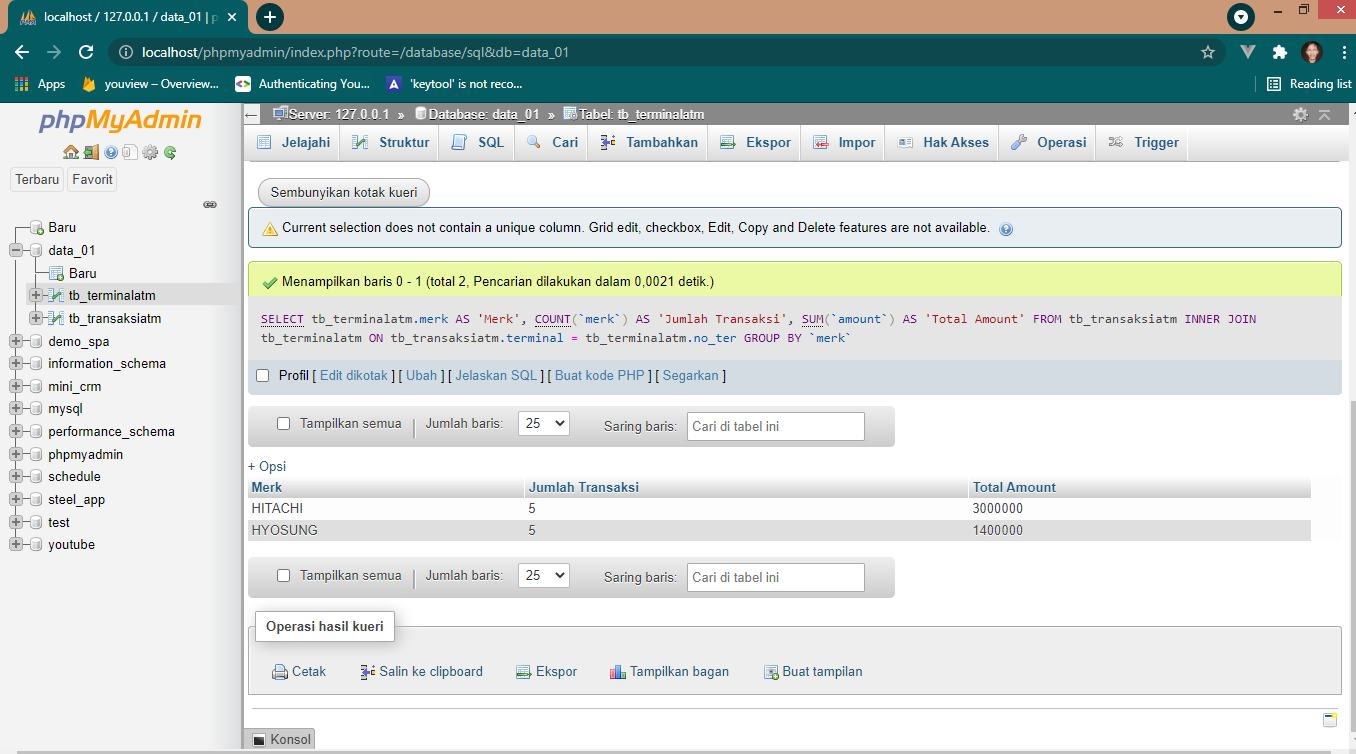 localhost / 127.0.0.1 / data_01 | p
localhost/phpmyadmin/index.php?route=/database/sql&db=data_01
Apps youview – Overview... Authenticating You... 'keytool' is not reco... Reading list
phpMyAdmin
Terbaru Favorit
Baru
data_01
Baru
tb_terminalatm
tb_transaksiatm
demo_spa
information_schema
mini_crm
mysql
performance_schema
phpmyadmin
schedule
steel_app
test
youtube
Server: 127.0.0.1 » Database: data_01 » Tabel: tb_terminalatm
Jelajahi Struktur SQL Cari Tambahkan Ekspor Impor Hak Akses Operasi Trigger
Sembunyikan kotak kueri
Current selection does not contain a unique column. Grid edit, checkbox, Edit, Copy and Delete features are not available.
Menampilkan baris 0 - 1 (total 2, Pencarian dilakukan dalam 0,0021 detik.)
SELECT tb_terminalatm.merk AS 'Merk', COUNT(`merk`) AS 'Jumlah Transaksi', SUM(`amount`) AS 'Total Amount' FROM tb_transaksiatm INNER JOIN
tb_terminalatm ON tb_transaksiatm.terminal = tb_terminalatm.no_ter GROUP BY `merk`
Profil [ Edit dikotak ] [ Ubah ] [ Jelaskan SQL ] [ Buat kode PHP ] [ Segarkan ]
Tampilkan semua | Jumlah baris: 25 Saring baris: Cari di tabel ini
+ Opsi
Merk Jumlah Transaksi Total Amount
HITACHI 5 3000000
HYOSUNG 5 1400000
Tampilkan semua | Jumlah baris: 25 Saring baris: Cari di tabel ini
Operasi hasil kueri
Cetak Salin ke clipboard Ekspor Tampilkan bagan Buat tampilan
Konsol